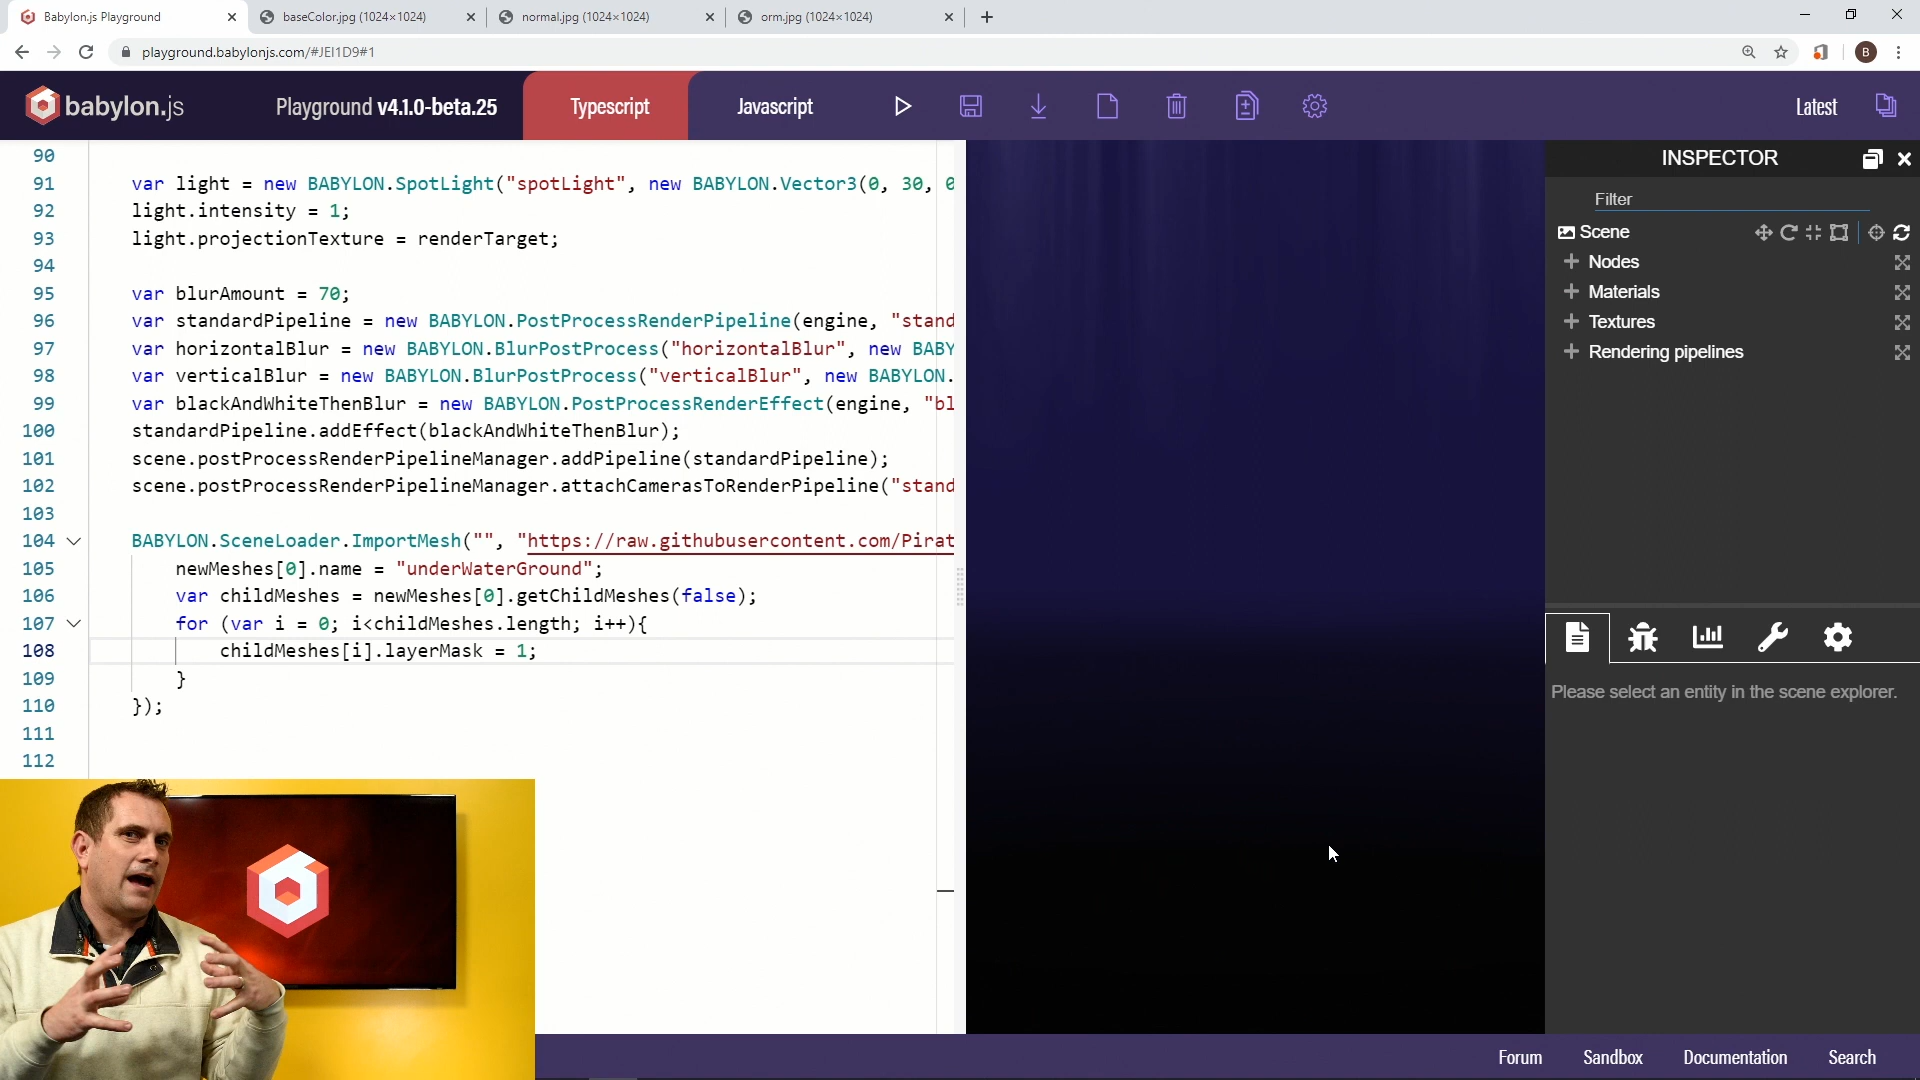 Babylon.js Playground
baseColor.jpg (1024×1024)
normal.jpg (1024×1024)
orm.jpg (1024×1024)
playground.babylonjs.com/#JEI1D9#1
B
babylon.js
Playground v4.1.0-beta.25
Typescript
Javascript
Latest
90
91 var light = new BABYLON.SpotLight("spotLight", new BABYLON.Vector3(0, 30, 0
92 light.intensity = 1;
93 light.projectionTexture = renderTarget;
94
95 var blurAmount = 70;
96 var standardPipeline = new BABYLON.PostProcessRenderPipeline(engine, "stand
97 var horizontalBlur = new BABYLON.BlurPostProcess("horizontalBlur", new BABY
98 var verticalBlur = new BABYLON.BlurPostProcess("verticalBlur", new BABYLON.
99 var blackAndWhiteThenBlur = new BABYLON.PostProcessRenderEffect(engine, "bl
100 standardPipeline.addEffect(blackAndWhiteThenBlur);
101 scene.postProcessRenderPipelineManager.addPipeline(standardPipeline);
102 scene.postProcessRenderPipelineManager.attachCamerasToRenderPipeline("stand
103
104 BABYLON.SceneLoader.ImportMesh("", "https://raw.githubusercontent.com/Pirat
105 newMeshes[0].name = "underWaterGround";
106 var childMeshes = newMeshes[0].getChildMeshes(false);
107 for (var i = 0; i<childMeshes.length; i++){
108 childMeshes[i].layerMask = 1;
109 }
110 });
111
112
INSPECTOR
Filter
Scene
Nodes
Materials
Textures
Rendering pipelines
Please select an entity in the scene explorer.
Forum
Sandbox
Documentation
Search